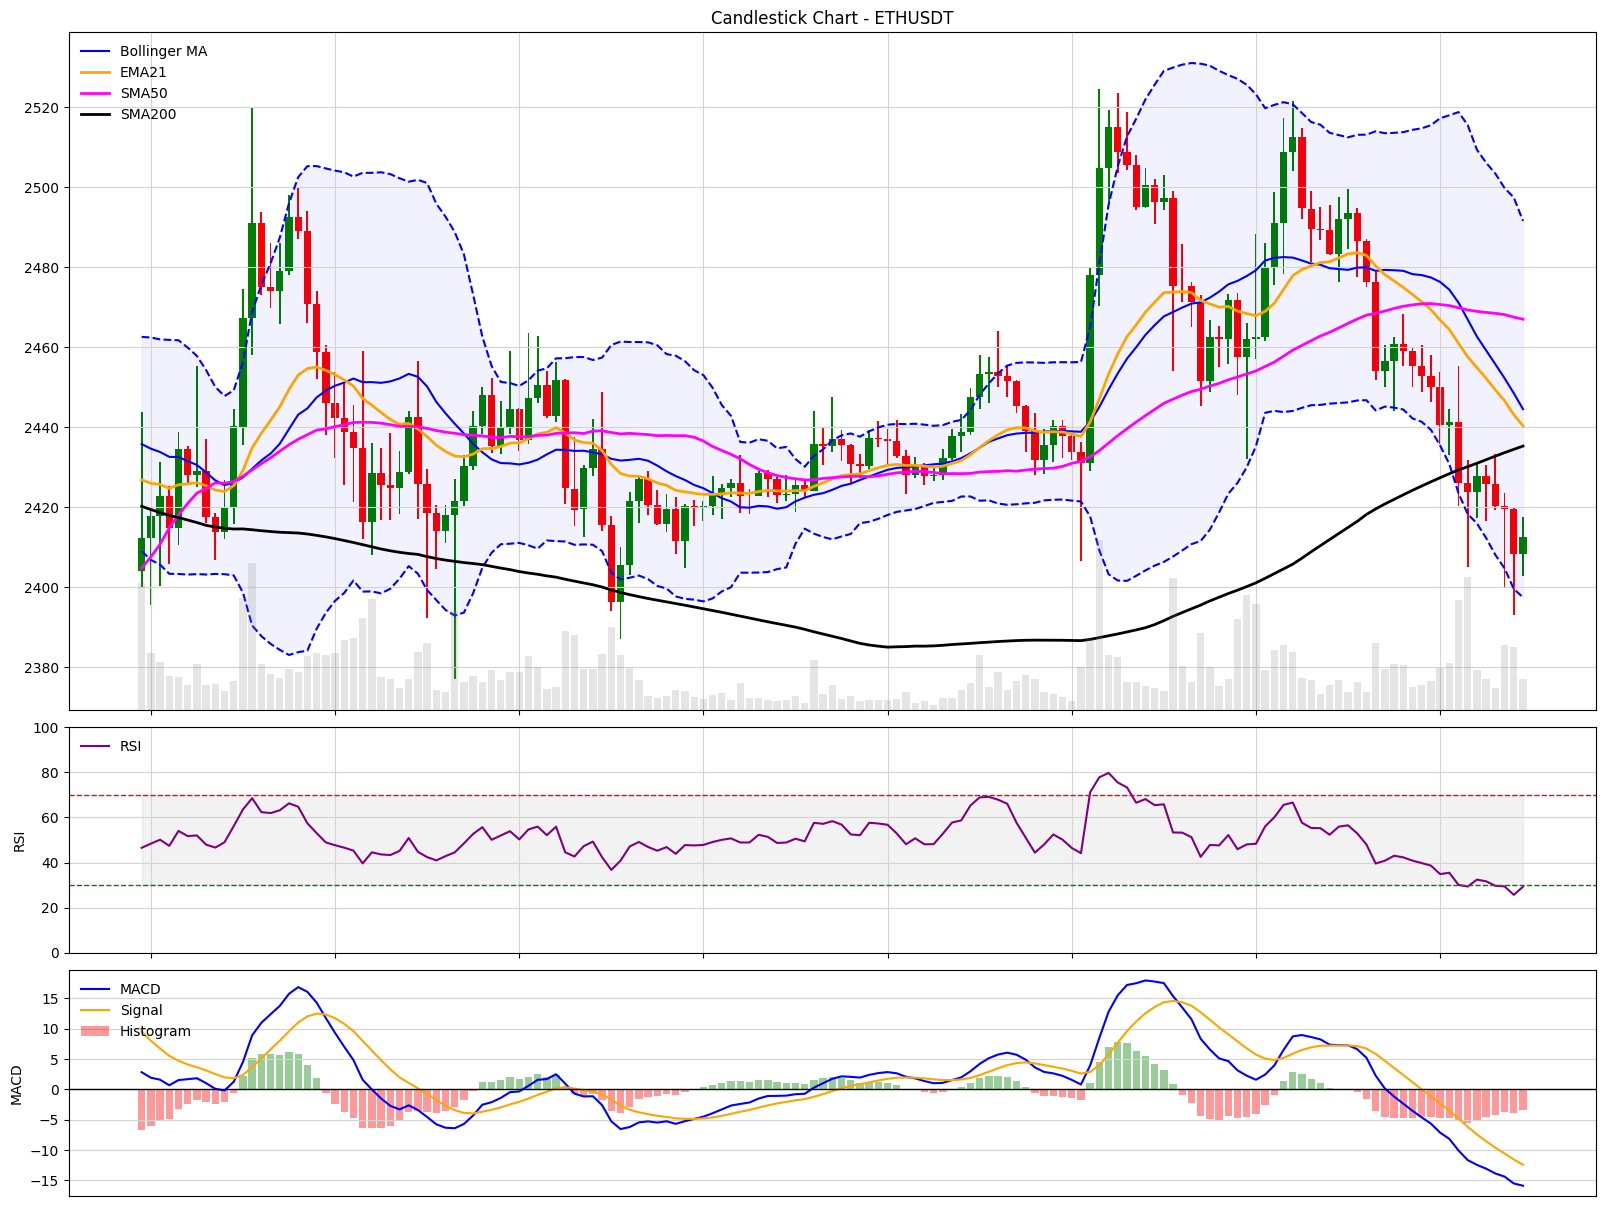 Candlestick Chart - ETHUSDT
Bollinger MA
EMA21
SMA50
SMA200
2520
2500
2480
2460
2440
2420
2400
2380
RSI
100
80
60
40
20
0
RSI
MACD
Signal
Histogram
15
10
5
0
−5
−10
−15
MACD